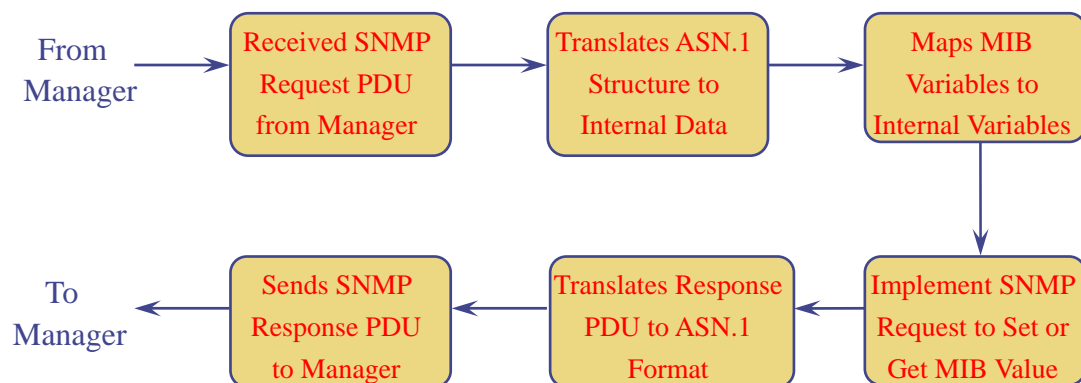 From
Manager
Received SNMP
Request PDU
from Manager
Translates ASN.1
Structure to
Internal Data
Maps MIB
Variables to
Internal Variables
To
Manager
Sends SNMP
Response PDU
to Manager
Translates Response
PDU to ASN.1
Format
Implement SNMP
Request to Set or
Get MIB Value